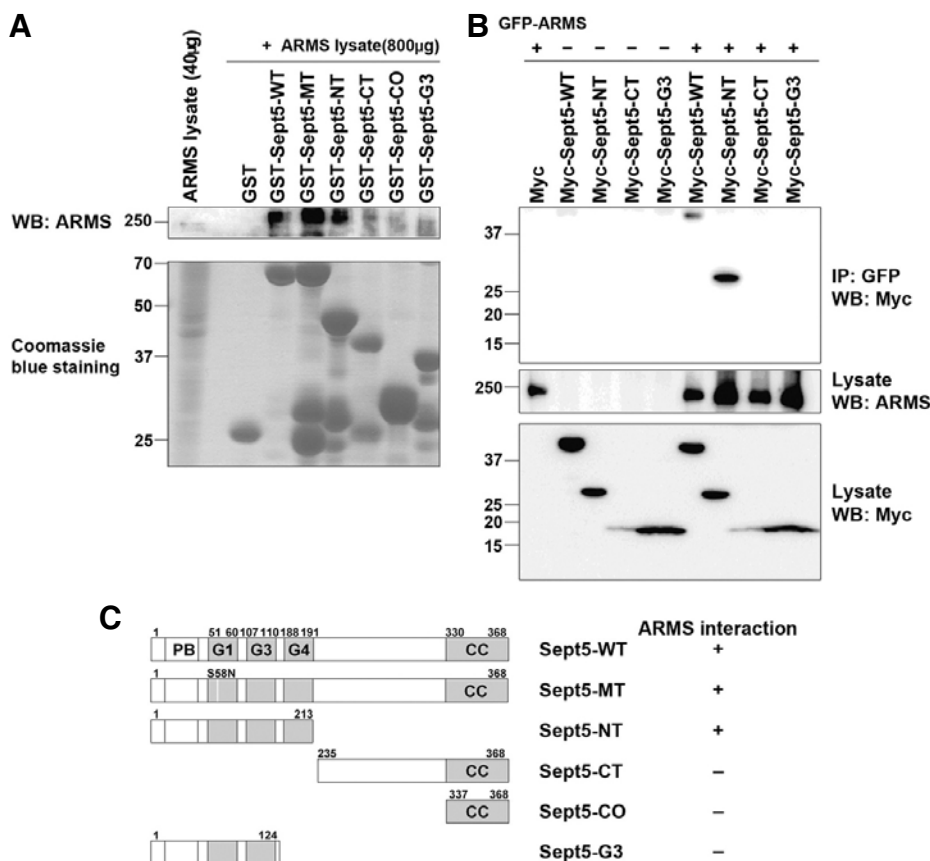 A
+ ARMS lysate(800µg)
ARMS lysate (40µg)
GST
GST-Sept5-WT
GST-Sept5-MT
GST-Sept5-NT
GST-Sept5-CT
GST-Sept5-CO
GST-Sept5-G3
WB: ARMS
250
70
50
37
25
Coomassie
blue staining
B
GFP-ARMS
+ − − − − + + + +
Myc
Myc-Sept5-WT
Myc-Sept5-NT
Myc-Sept5-CT
Myc-Sept5-G3
Myc-Sept5-WT
Myc-Sept5-NT
Myc-Sept5-CT
Myc-Sept5-G3
37
25
20
15
IP: GFP
WB: Myc
250
Lysate
WB: ARMS
37
25
20
15
Lysate
WB: Myc
C
ARMS interaction
1 51 60 107 110 188 191 330 368
PB G1 G3 G4 CC Sept5-WT +
1 S58N 368
CC Sept5-MT +
1 213
Sept5-NT +
235 368
CC Sept5-CT −
337 368
CC Sept5-CO −
1 124
Sept5-G3 −